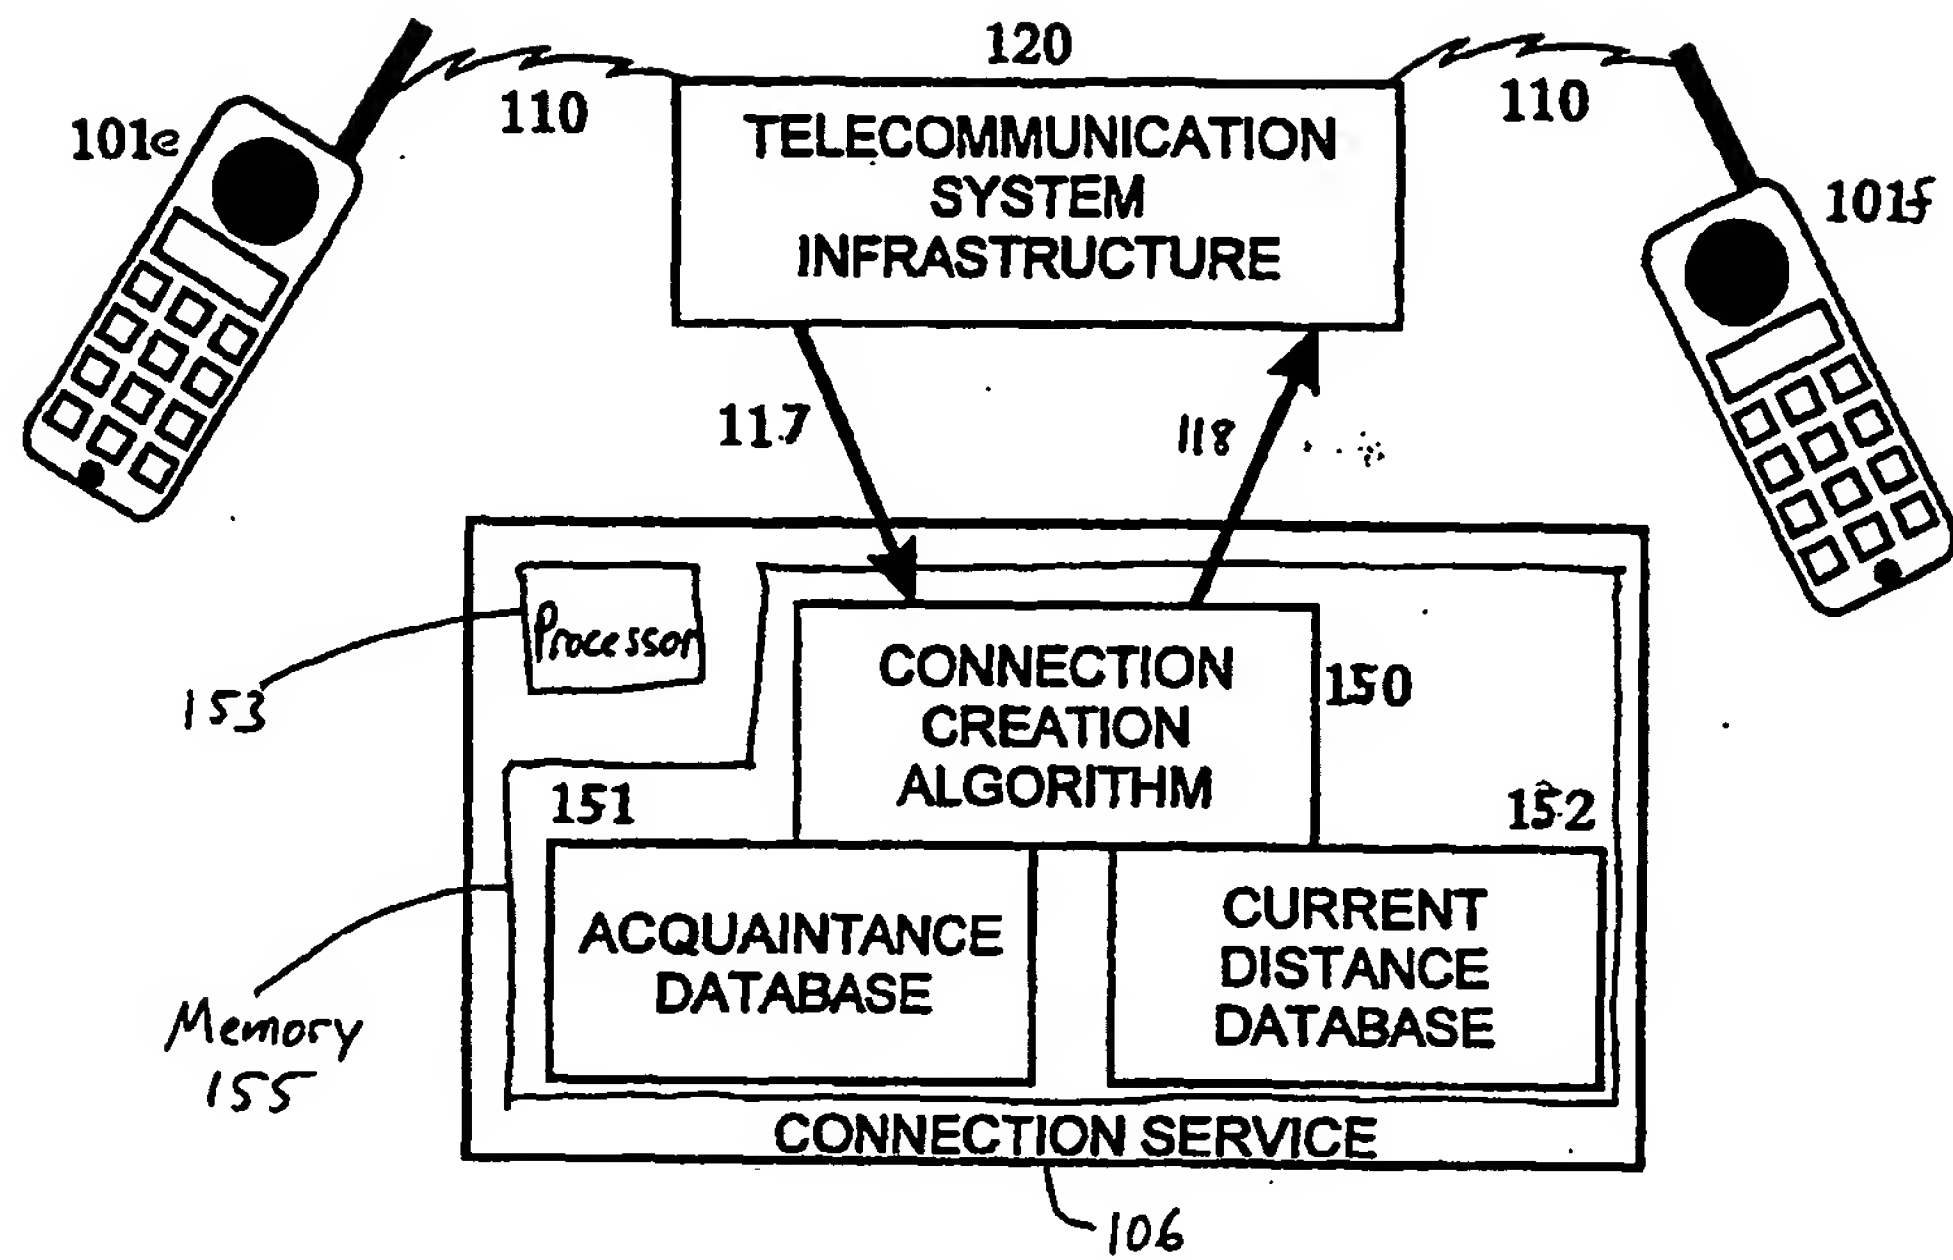 120
110
110
101e
TELECOMMUNICATION
SYSTEM
INFRASTRUCTURE
101f
117
118
Processor
153
CONNECTION
CREATION
ALGORITHM
150
151
152
ACQUAINTANCE
DATABASE
CURRENT
DISTANCE
DATABASE
Memory
155
CONNECTION SERVICE
106